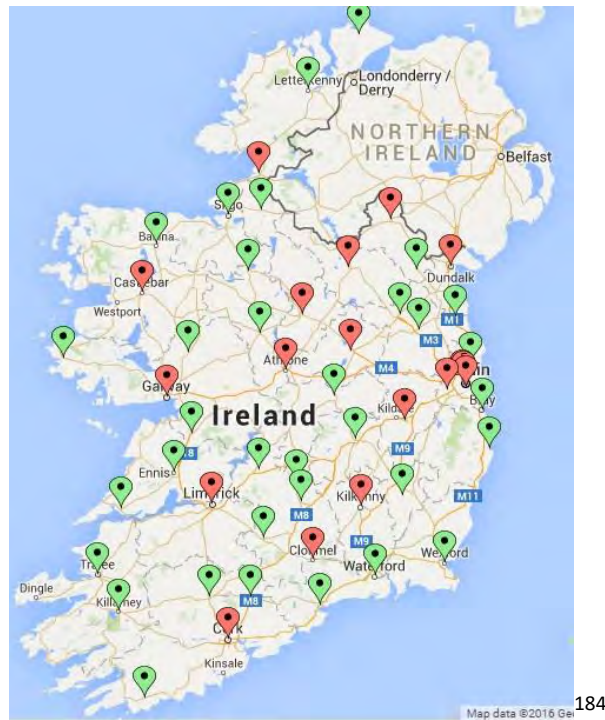 Letterkenny
Londonderry /
Derry
NORTHERN
IRELAND
Belfast
Sligo
Ballina
Castlebar
Westport
Dundalk
M1
M3
Athlone
M4
Galway
Bray
Ireland
M9
Ennis
Limerick
M8
Kilkenny
M11
Clonmel
M9
Wexford
Waterford
Tralee
Dingle
Killarney
M8
Cork
Kinsale
184
Map data ©2016 Go